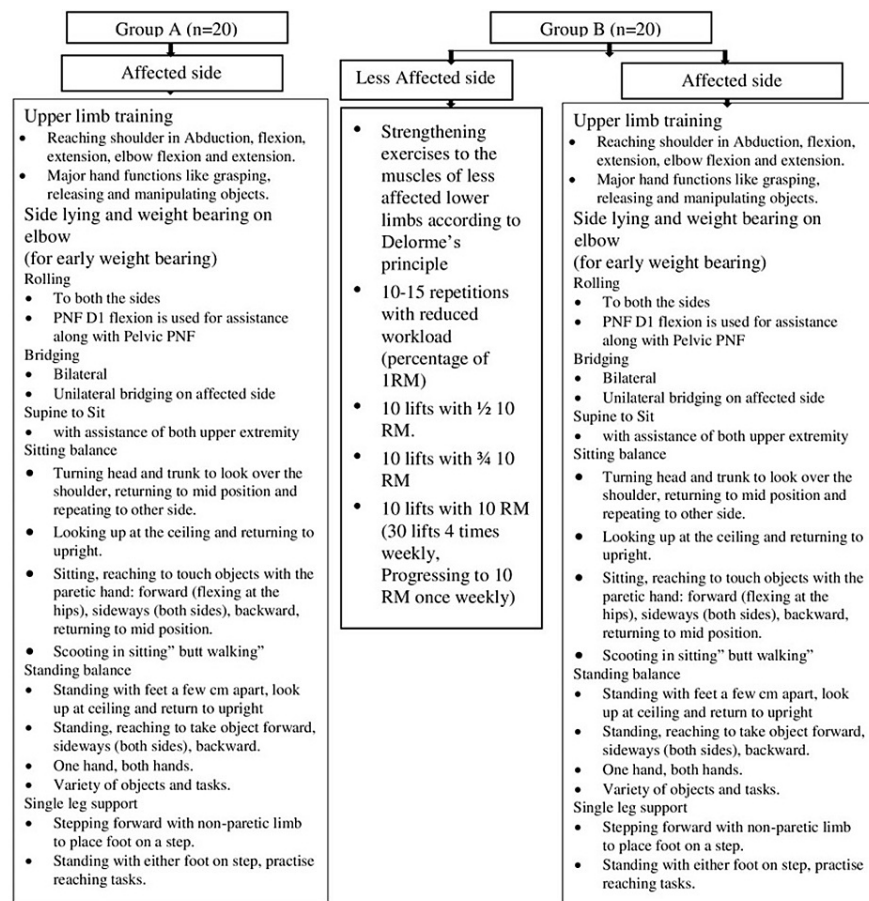 Group A (n=20)
Affected side
Upper limb training
• Reaching shoulder in Abduction, flexion,
extension, elbow flexion and extension.
• Major hand functions like grasping,
releasing and manipulating objects.
Side lying and weight bearing on
elbow
(for early weight bearing)
Rolling
• To both the sides
• PNF D1 flexion is used for assistance
along with Pelvic PNF
Bridging
• Bilateral
• Unilateral bridging on affected side
Supine to Sit
• with assistance of both upper extremity
Sitting balance
• Turning head and trunk to look over the
shoulder, returning to mid position and
repeating to other side.
• Looking up at the ceiling and returning to
upright.
• Sitting, reaching to touch objects with the
paretic hand: forward (flexing at the
hips), sideways (both sides), backward,
returning to mid position.
• Scooting in sitting” butt walking”
Standing balance
• Standing with feet a few cm apart, look
up at ceiling and return to upright
• Standing, reaching to take object forward,
sideways (both sides), backward.
• One hand, both hands.
• Variety of objects and tasks.
Single leg support
• Stepping forward with non-paretic limb
to place foot on a step.
• Standing with either foot on step, practise
reaching tasks.
Group B (n=20)
Less Affected side
• Strengthening
exercises to the
muscles of less
affected lower
limbs according to
Delorme’s
principle
• 10-15 repetitions
with reduced
workload
(percentage of
1RM)
• 10 lifts with ½ 10
RM.
• 10 lifts with ¾ 10
RM
• 10 lifts with 10 RM
(30 lifts 4 times
weekly,
Progressing to 10
RM once weekly)
Affected side
Upper limb training
• Reaching shoulder in Abduction, flexion,
extension, elbow flexion and extension.
• Major hand functions like grasping,
releasing and manipulating objects.
Side lying and weight bearing on
elbow
(for early weight bearing)
Rolling
• To both the sides
• PNF D1 flexion is used for assistance
along with Pelvic PNF
Bridging
• Bilateral
• Unilateral bridging on affected side
Supine to Sit
• with assistance of both upper extremity
Sitting balance
• Turning head and trunk to look over the
shoulder, returning to mid position and
repeating to other side.
• Looking up at the ceiling and returning to
upright.
• Sitting, reaching to touch objects with the
paretic hand: forward (flexing at the
hips), sideways (both sides), backward,
returning to mid position.
• Scooting in sitting” butt walking”
Standing balance
• Standing with feet a few cm apart, look
up at ceiling and return to upright
• Standing, reaching to take object forward,
sideways (both sides), backward.
• One hand, both hands.
• Variety of objects and tasks.
Single leg support
• Stepping forward with non-paretic limb
to place foot on a step.
• Standing with either foot on step, practise
reaching tasks.